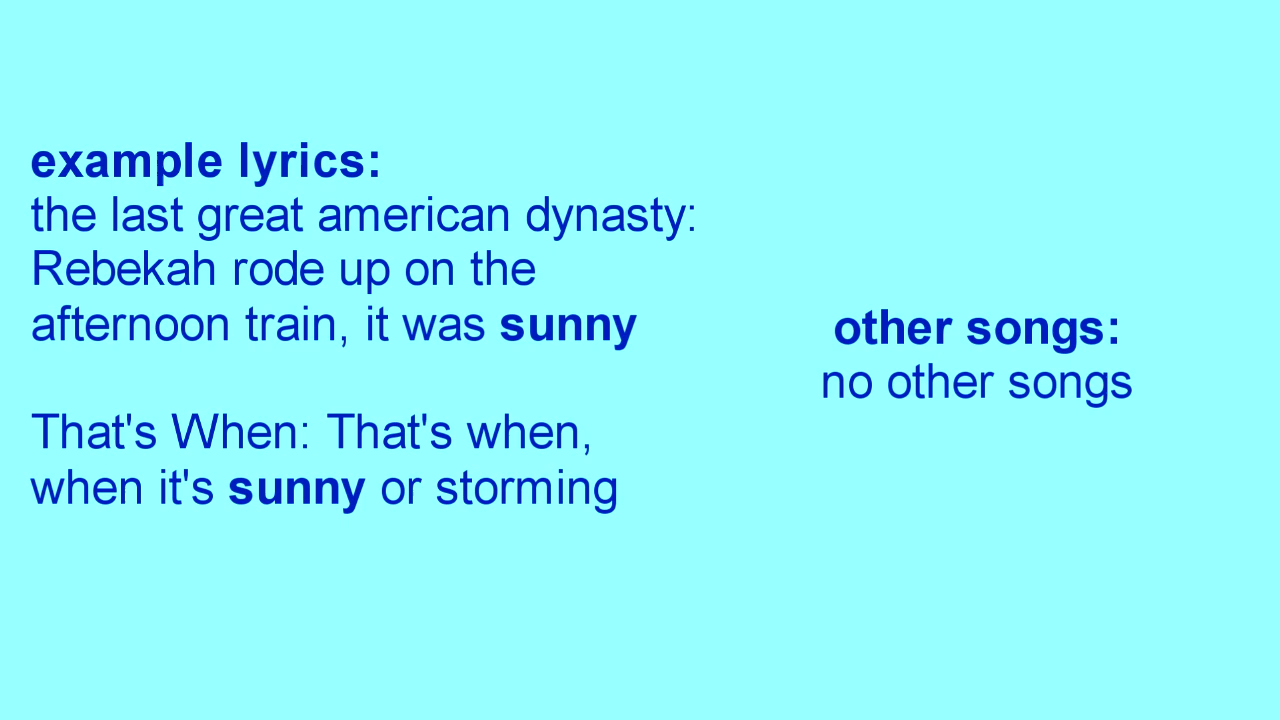 example lyrics:
the last great american dynasty:
Rebekah rode up on the
afternoon train, it was sunny
That's When: That's when,
when it's sunny or storming
other songs:
no other songs